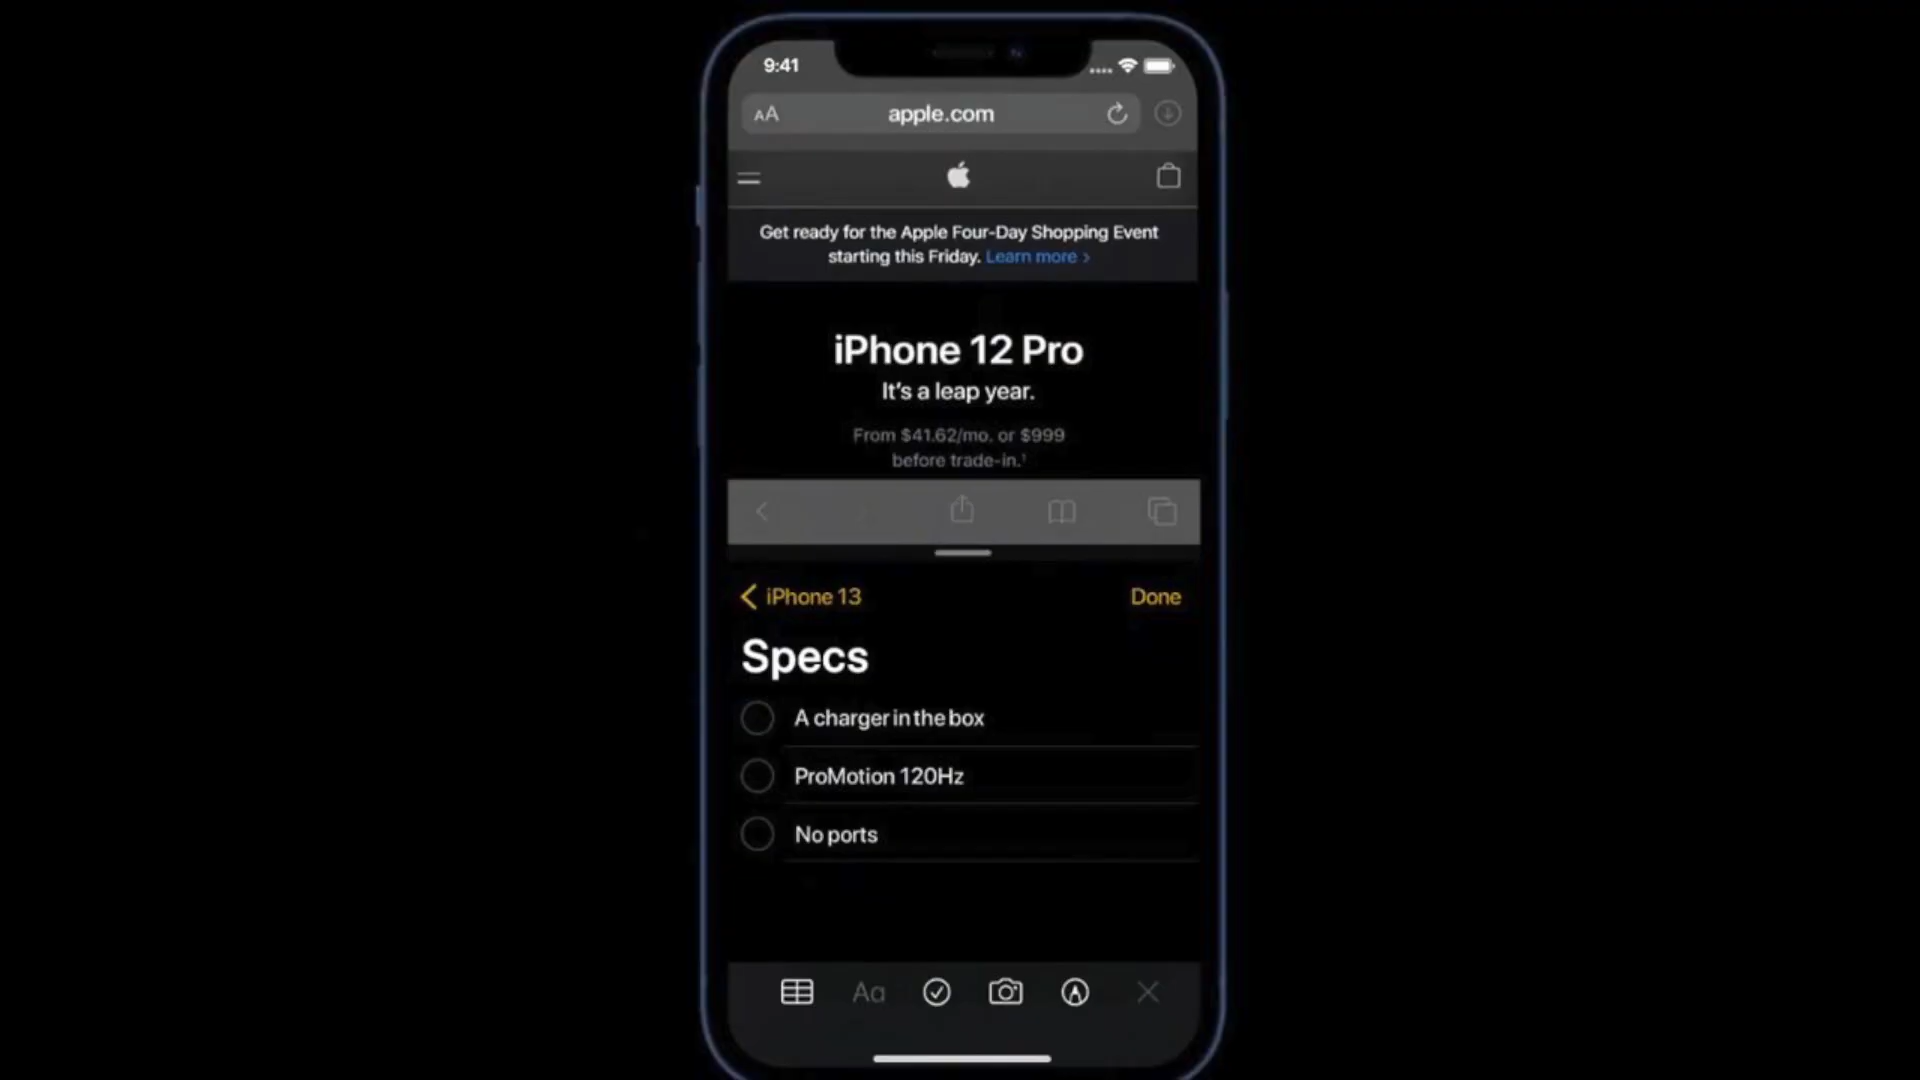 9:41
AA apple.com
Get ready for the Apple Four-Day Shopping Event
starting this Friday. Learn more >
iPhone 12 Pro
It's a leap year.
From $41.62/mo. or $999
before trade-in.¹
iPhone 13 Done
Specs
A charger in the box
ProMotion 120Hz
No ports
Aa